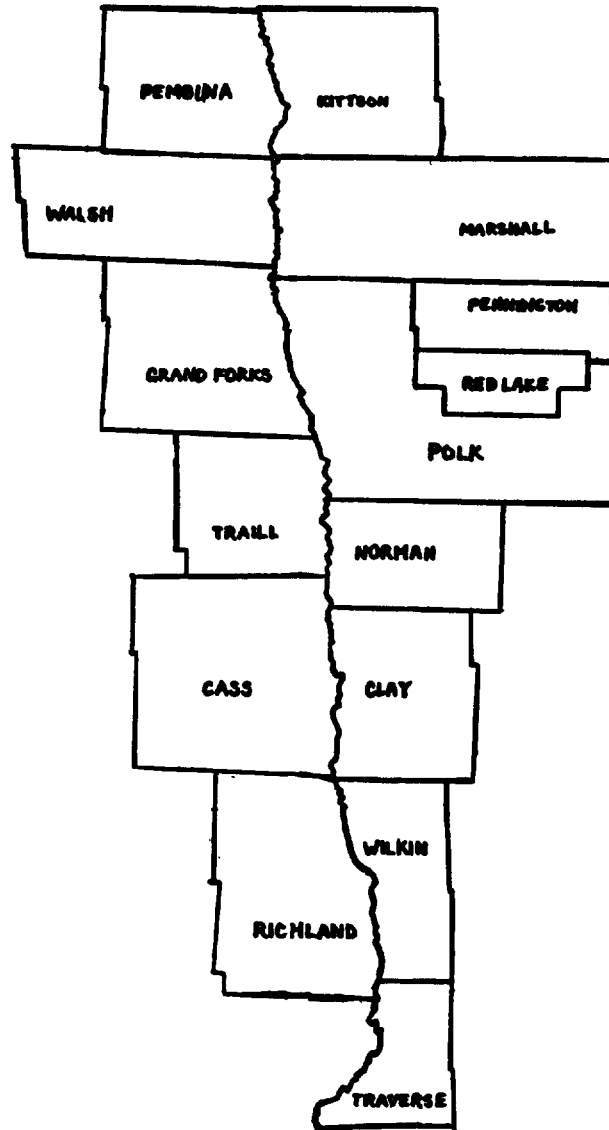 PEMBINA
KITTSON
WALSH
MARSHALL
PENNINGTON
GRAND FORKS
RED LAKE
POLK
TRAILL
NORMAN
CASS
CLAY
WILKIN
RICHLAND
TRAVERSE